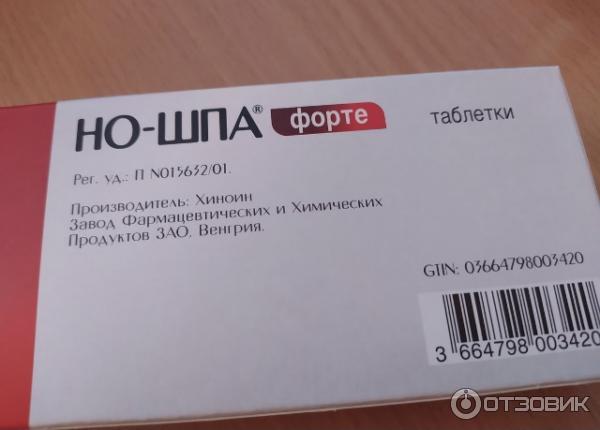 НО-ШПА® форте таблетки
Рег. уд.: П N015632/01.
Производитель: Хиноин
Завод Фармацевтических и Химических
Продуктов ЗАО, Венгрия.
GTIN: 03664798003420
3 664798 003420
ОТЗОВИК